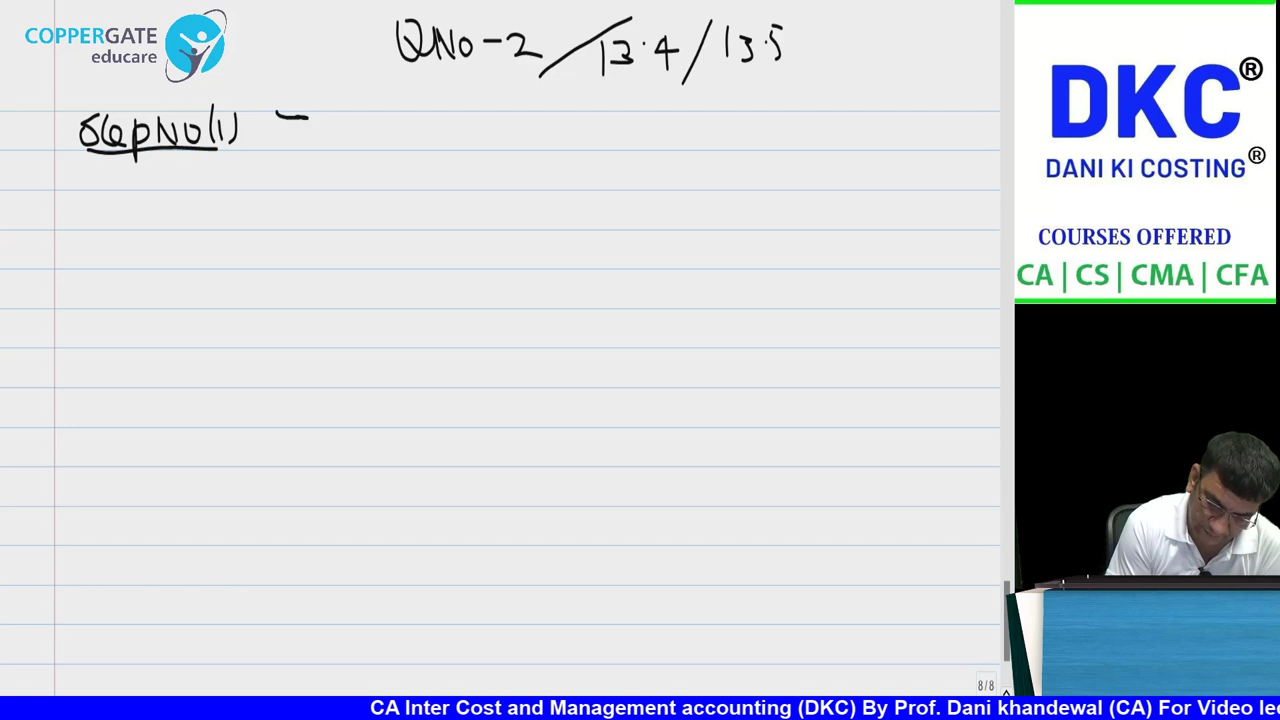 COPPERGATE
educare
QNo-2 / 13.4 / 13.5
StepNo(1) -
DKC®
DANI KI COSTING®
COURSES OFFERED
CA | CS | CMA | CFA
8/8
CA Inter Cost and Management accounting (DKC) By Prof. Dani khandewal (CA) For Video lec